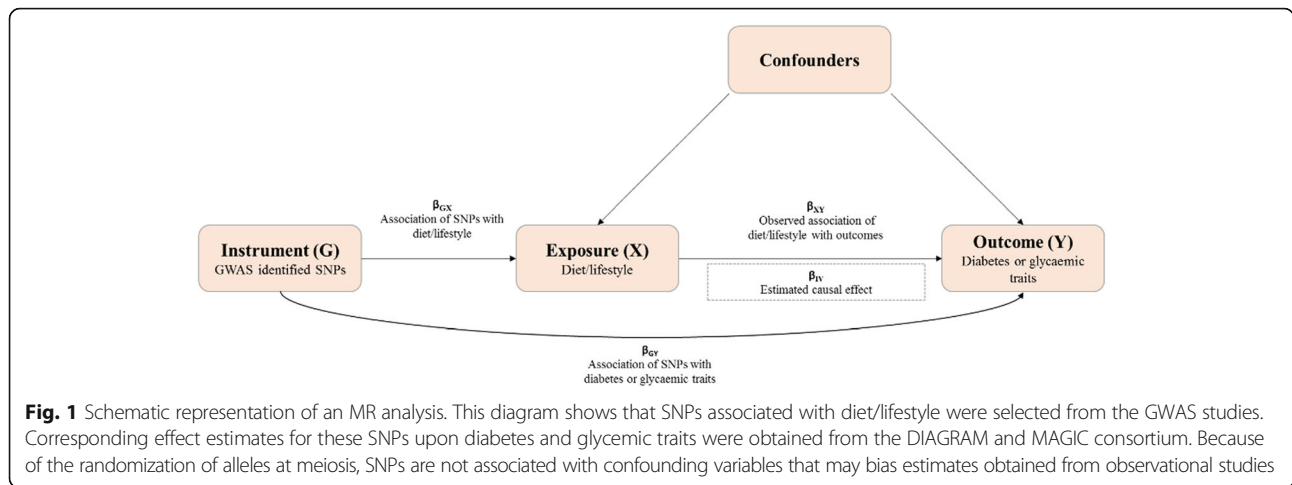 Confounders
β_GX
Association of SNPs with
diet/lifestyle
β_XY
Observed association of
diet/lifestyle with outcomes
Instrument (G)
GWAS identified SNPs
Exposure (X)
Diet/lifestyle
Outcome (Y)
Diabetes or glycaemic
traits
β_IV
Estimated causal effect
β_GY
Association of SNPs with
diabetes or glycaemic traits
Fig. 1 Schematic representation of an MR analysis. This diagram shows that SNPs associated with diet/lifestyle were selected from the GWAS studies.
Corresponding effect estimates for these SNPs upon diabetes and glycemic traits were obtained from the DIAGRAM and MAGIC consortium. Because
of the randomization of alleles at meiosis, SNPs are not associated with confounding variables that may bias estimates obtained from observational studies